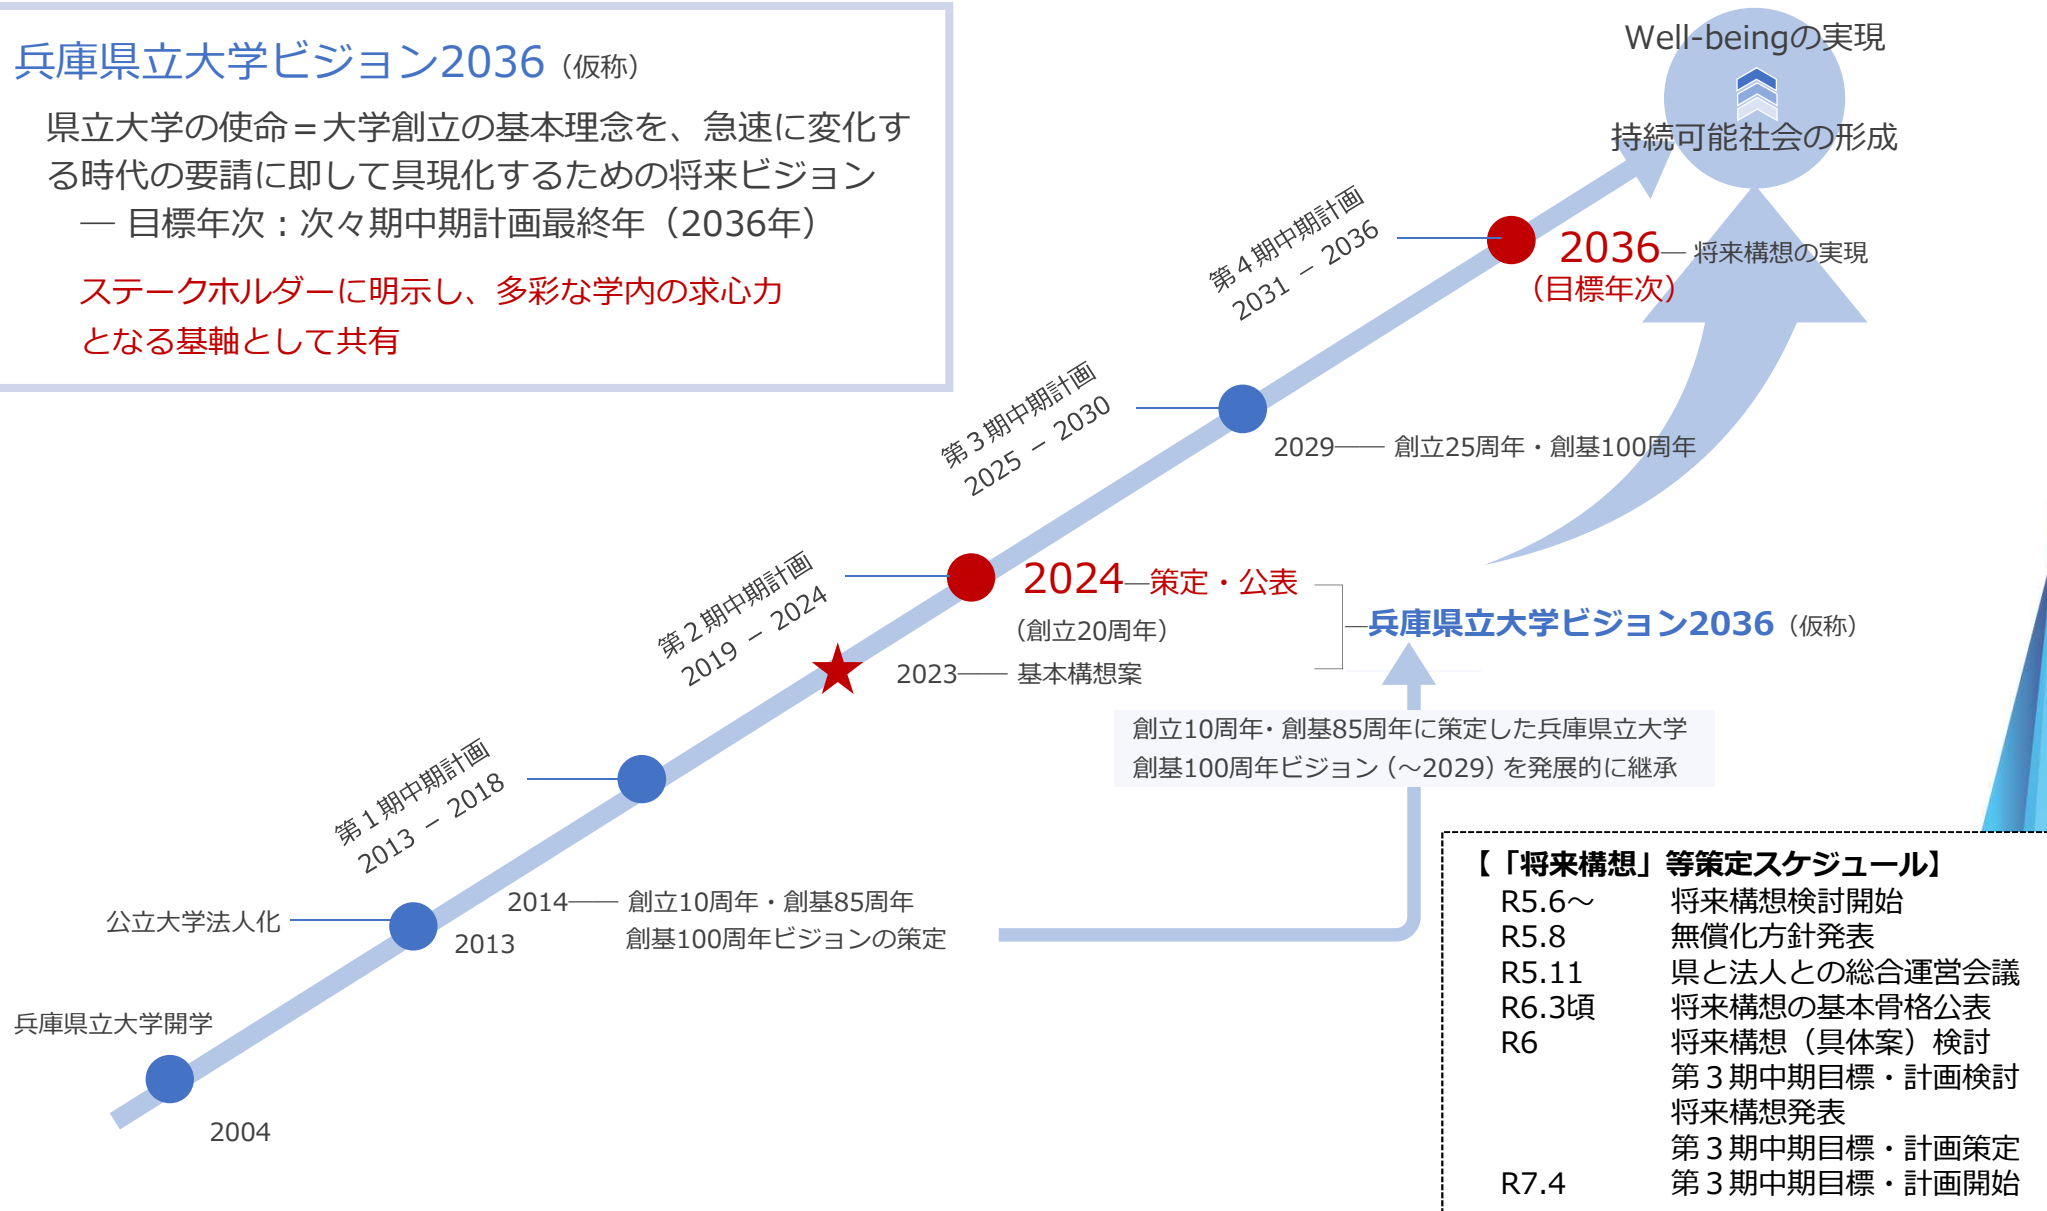 兵庫県立大学ビジョン2036（仮称）
県立大学の使命＝大学創立の基本理念を、急速に変化す
る時代の要請に即して具現化するための将来ビジョン
― 目標年次：次々期中期計画最終年（2036年）
ステークホルダーに明示し、多彩な学内の求心力
となる基軸として共有
Well-beingの実現
持続可能社会の形成
第４期中期計画
2031 － 2036
2036― 将来構想の実現
（目標年次）
第３期中期計画
2025 － 2030
2029―― 創立25周年・創基100周年
第２期中期計画
2019 － 2024
2024―策定・公表
（創立20周年）
2023―― 基本構想案
―兵庫県立大学ビジョン2036（仮称）
創立10周年・創基85周年に策定した兵庫県立大学
創基100周年ビジョン（～2029）を発展的に継承
第１期中期計画
2013 － 2018
2014―― 創立10周年・創基85周年
創基100周年ビジョンの策定
公立大学法人化
2013
兵庫県立大学開学
2004
【「将来構想」等策定スケジュール】
R5.6～ 将来構想検討開始
R5.8 無償化方針発表
R5.11 県と法人との総合運営会議
R6.3頃 将来構想の基本骨格公表
R6 将来構想（具体案）検討
第３期中期目標・計画検討
将来構想発表
第３期中期目標・計画策定
R7.4 第３期中期目標・計画開始